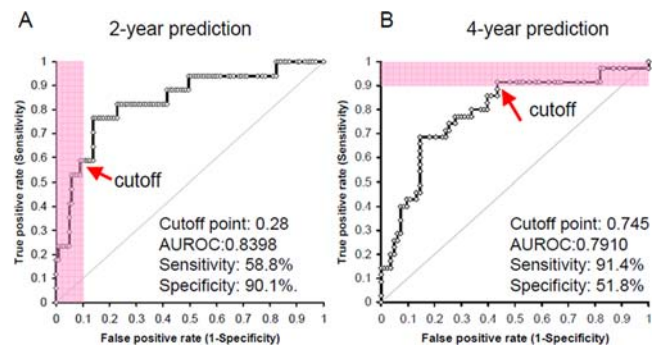 A
2-year prediction
True positive rate (Sensitivity)
1
0.9
0.8
0.7
0.6
0.5
0.4
0.3
0.2
0.1
0
cutoff
Cutoff point: 0.28
AUROC:0.8398
Sensitivity: 58.8%
Specificity: 90.1%.
0 0.1 0.2 0.3 0.4 0.5 0.6 0.7 0.8 0.9 1
False positive rate (1-Specificity)
B
4-year prediction
True positive rate (Sensitivity)
1
0.9
0.8
0.7
0.6
0.5
0.4
0.3
0.2
0.1
0
cutoff
Cutoff point: 0.745
AUROC:0.7910
Sensitivity: 91.4%
Specificity: 51.8%
0 0.1 0.2 0.3 0.4 0.5 0.6 0.7 0.8 0.9 1
False positive rate (1-Specificity)